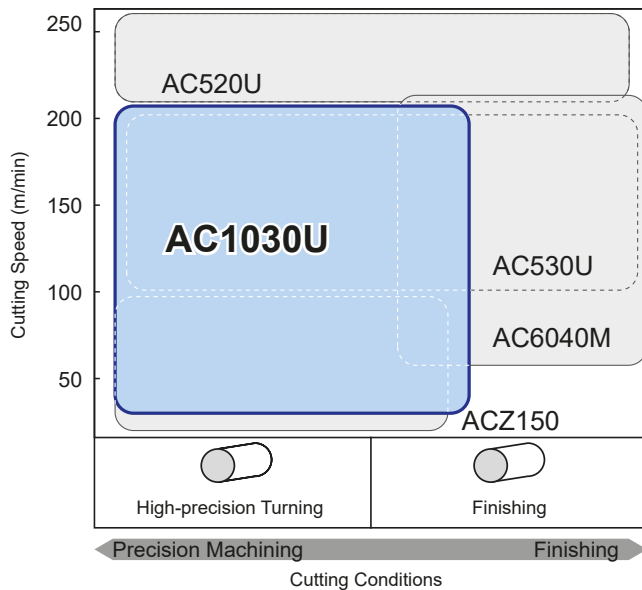 Cutting Speed (m/min)
250
200
150
100
50
AC520U
AC1030U
AC530U
AC6040M
ACZ150
High-precision Turning
Finishing
Precision Machining
Finishing
Cutting Conditions